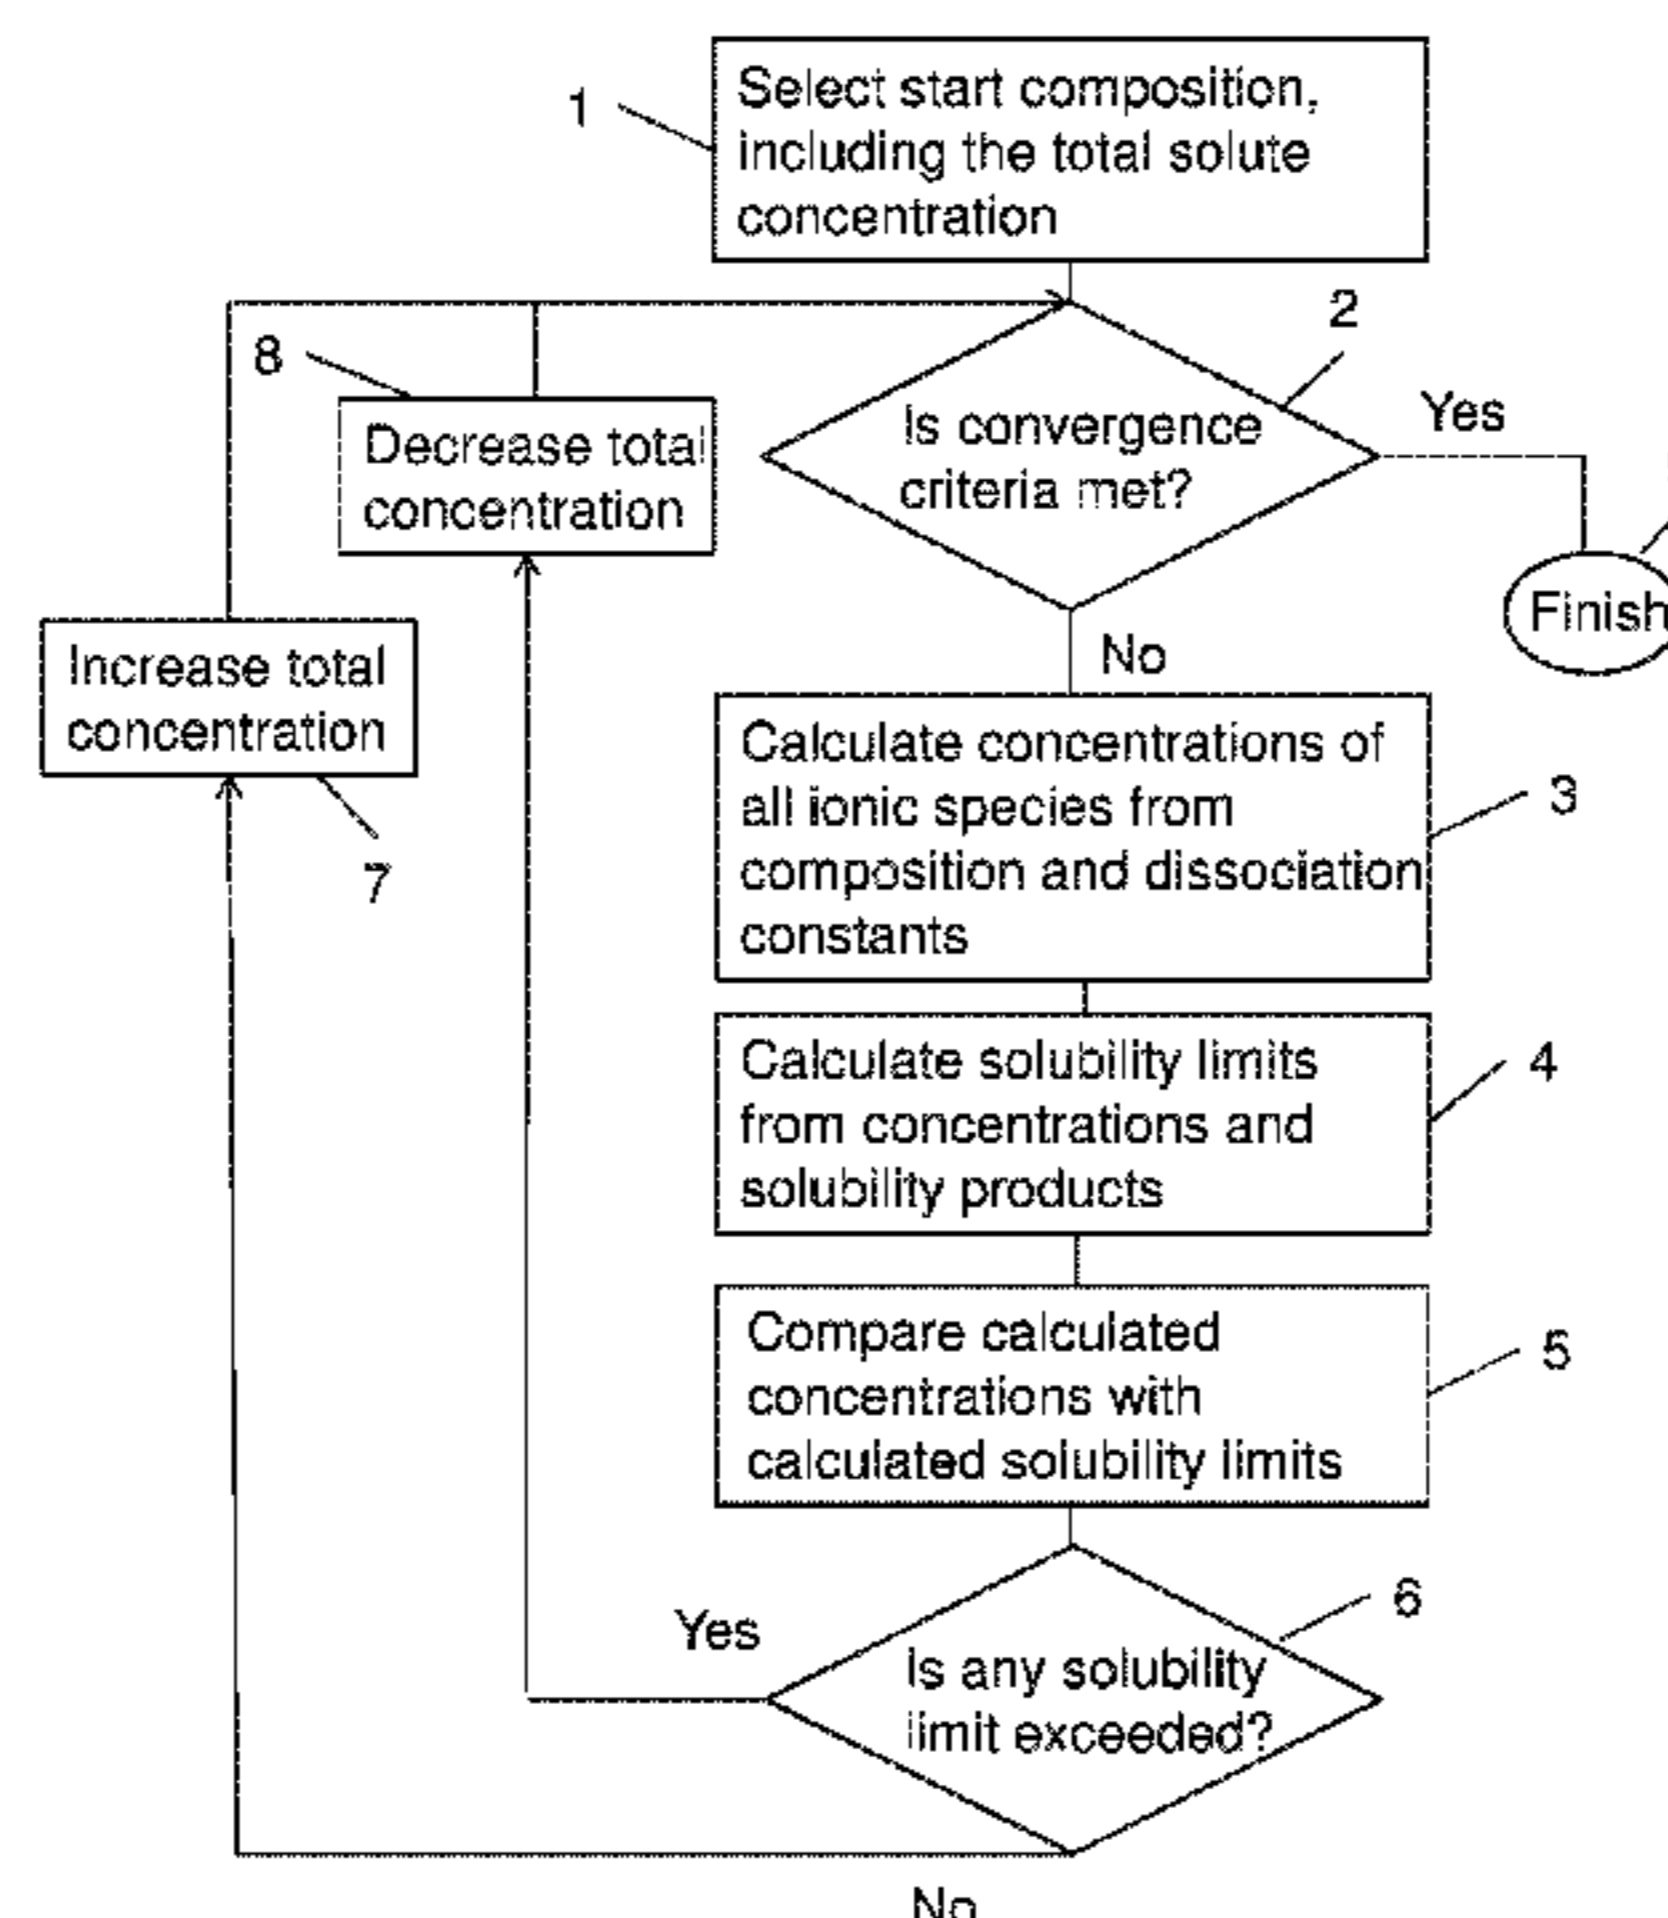 1
Select start composition,
including the total solute
concentration
2
8
Decrease total
concentration
Is convergence
criteria met?
Yes
Finish
Increase total
concentration
7
No
Calculate concentrations of
all ionic species from
composition and dissociation
constants
3
Calculate solubility limits
from concentrations and
solubility products
4
Compare calculated
concentrations with
calculated solubility limits
5
Yes
Is any solubility
limit exceeded?
6
No